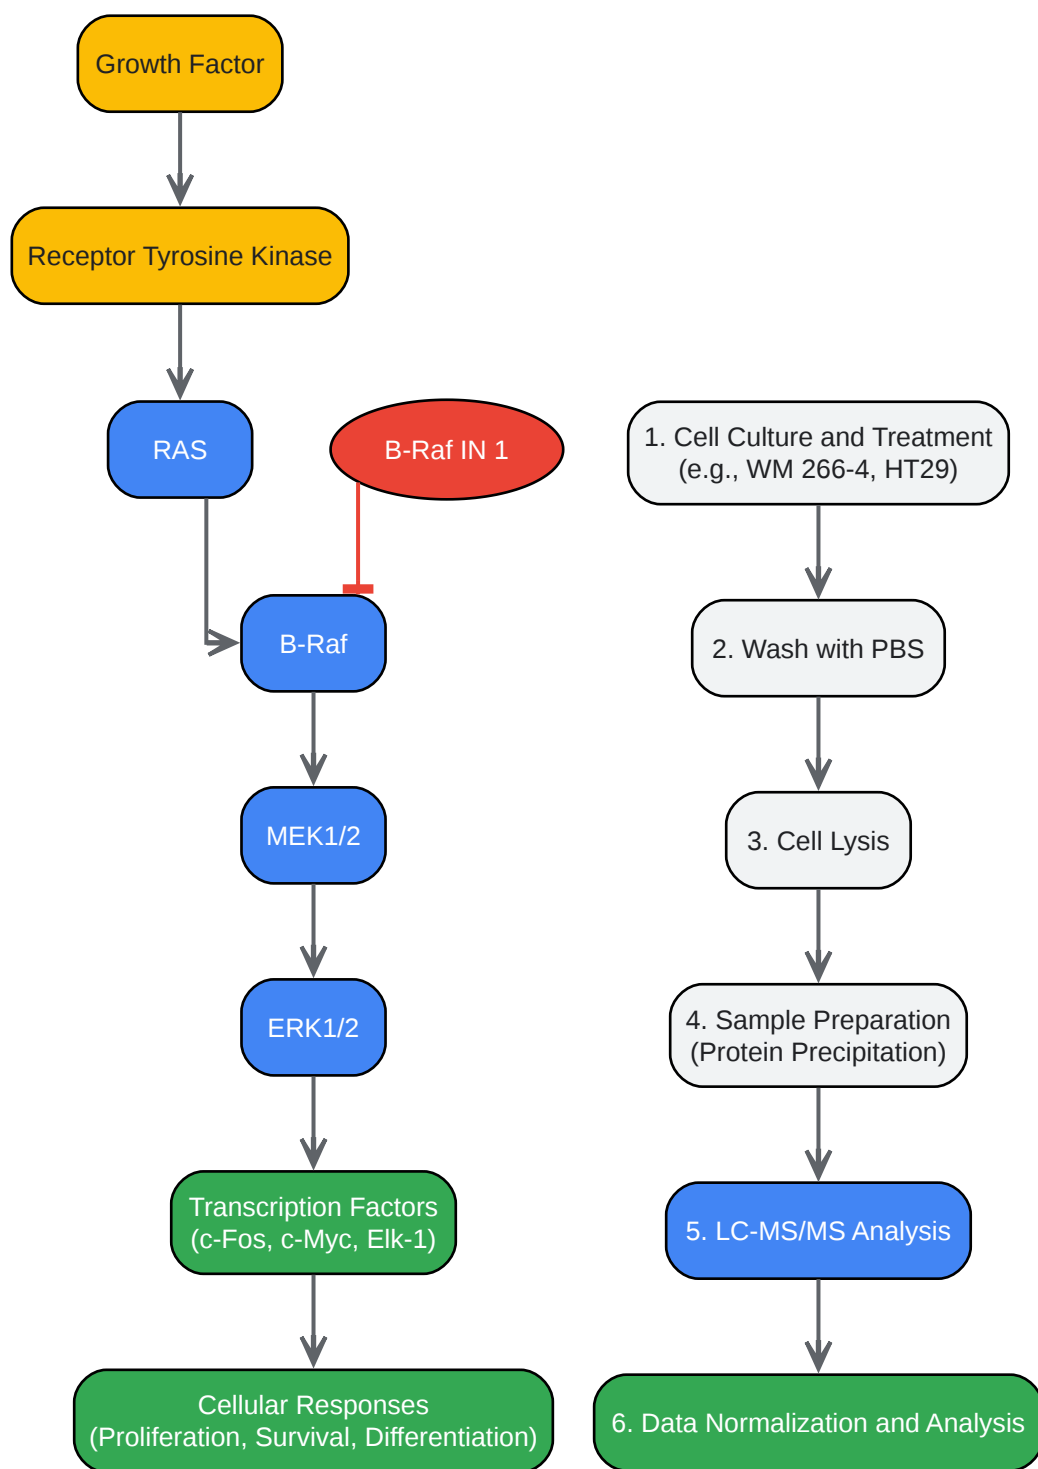 Growth Factor
Receptor Tyrosine Kinase
RAS
B-Raf IN 1
B-Raf
MEK1/2
ERK1/2
Transcription Factors
(c-Fos, c-Myc, Elk-1)
Cellular Responses
(Proliferation, Survival, Differentiation)
1. Cell Culture and Treatment
(e.g., WM 266-4, HT29)
2. Wash with PBS
3. Cell Lysis
4. Sample Preparation
(Protein Precipitation)
5. LC-MS/MS Analysis
6. Data Normalization and Analysis